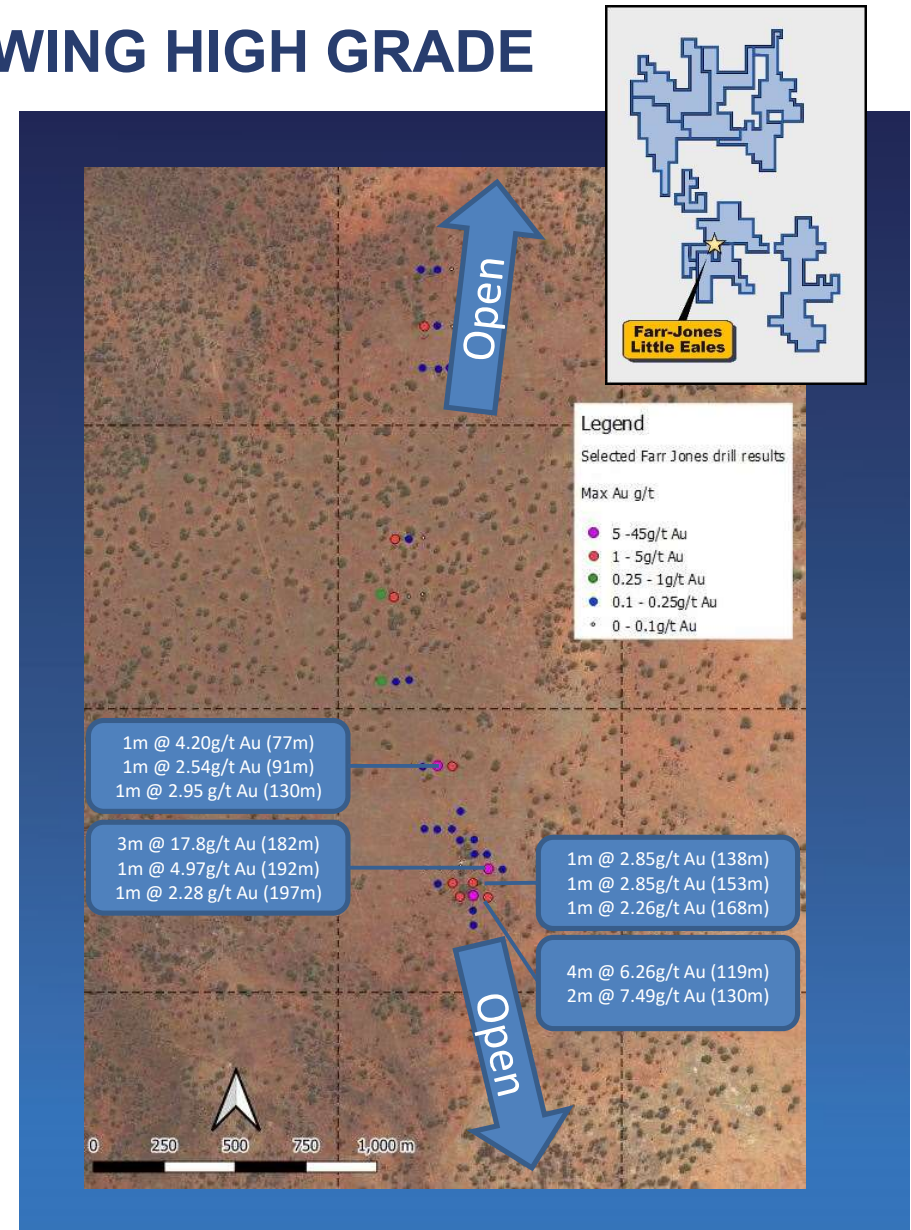 WING HIGH GRADE
Farr-Jones
Little Eales
Open
Legend
Selected Farr Jones drill results
Max Au g/t
5 -45g/t Au
1 - 5g/t Au
0.25 - 1g/t Au
0.1 - 0.25g/t Au
0 - 0.1g/t Au
1m @ 4.20g/t Au (77m)
1m @ 2.54g/t Au (91m)
1m @ 2.95 g/t Au (130m)
3m @ 17.8g/t Au (182m)
1m @ 4.97g/t Au (192m)
1m @ 2.28 g/t Au (197m)
1m @ 2.85g/t Au (138m)
1m @ 2.85g/t Au (153m)
1m @ 2.26g/t Au (168m)
4m @ 6.26g/t Au (119m)
2m @ 7.49g/t Au (130m)
Open
0 250 500 750 1,000 m